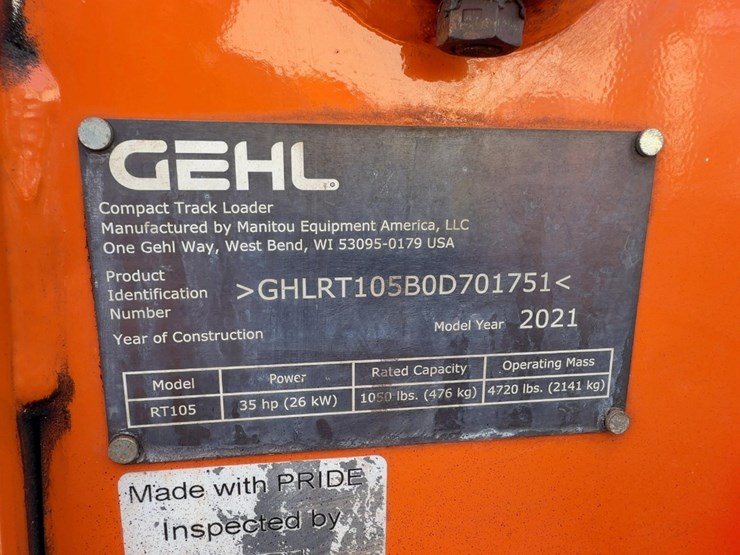 GEHL
Compact Track Loader
Manufactured by Manitou Equipment America, LLC
One Gehl Way, West Bend, WI 53095-0179 USA
Product
Identification
Number
>GHLRT105B0D701751<
Year of Construction
Model Year 2021
Model Power Rated Capacity Operating Mass
RT105 35 hp (26 kW) 1050 lbs. (476 kg) 4720 lbs. (2141 kg)
Made with PRIDE
Inspected by